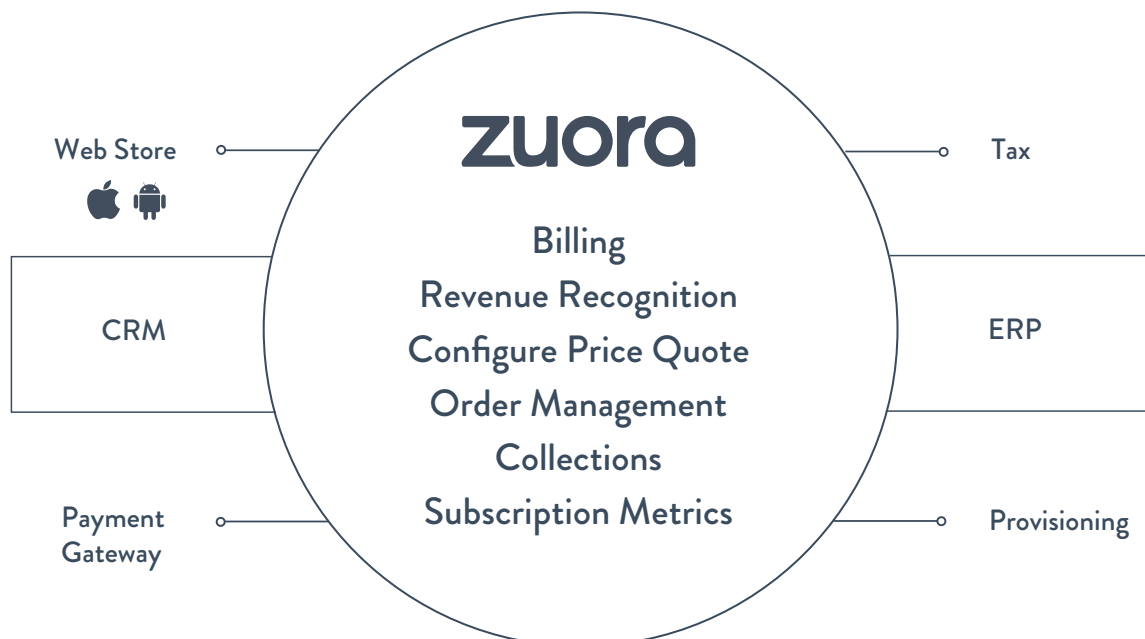 Web Store
CRM
Payment
Gateway
zuora
Billing
Revenue Recognition
Configure Price Quote
Order Management
Collections
Subscription Metrics
Tax
ERP
Provisioning